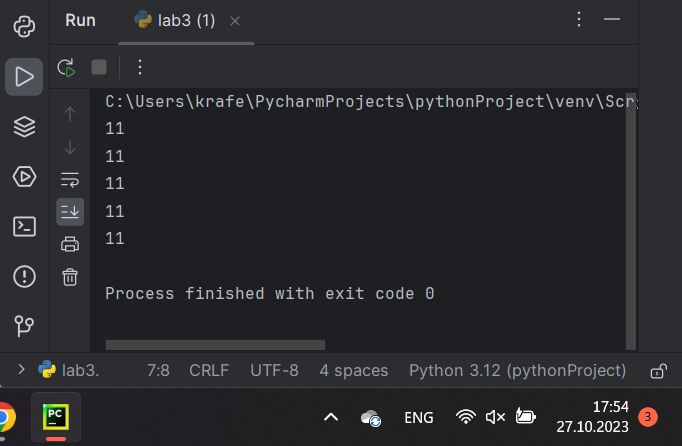 Run
lab3 (1)
C:\Users\krafe\PycharmProjects\pythonProject\venv\Scr
11
11
11
11
11
Process finished with exit code 0
lab3. 7:8 CRLF UTF-8 4 spaces Python 3.12 (pythonProject)
PC
ENG
17:54
27.10.2023
3